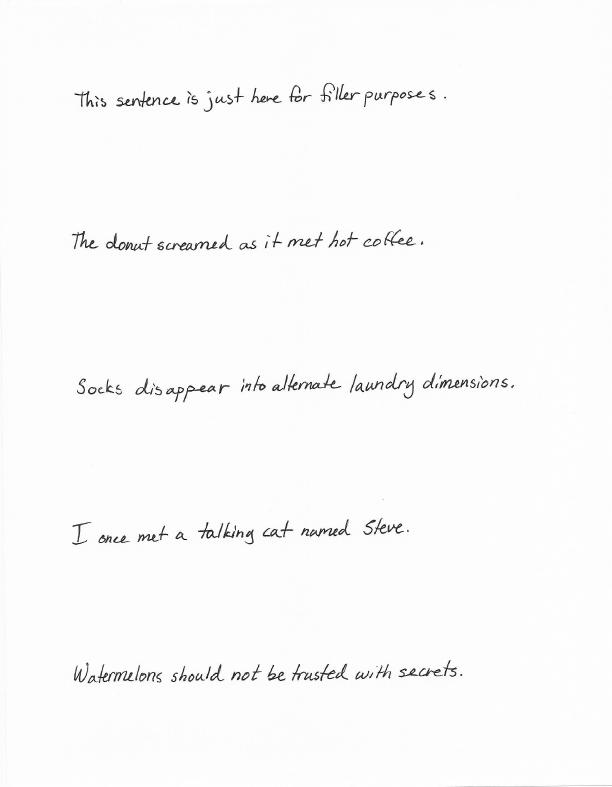 This sentence is just here for filler purposes.
The donut screamed as it met hot coffee.
Socks disappear into alternate laundry dimensions.
I once met a talking cat named Steve.
Watermelons should not be trusted with secrets.